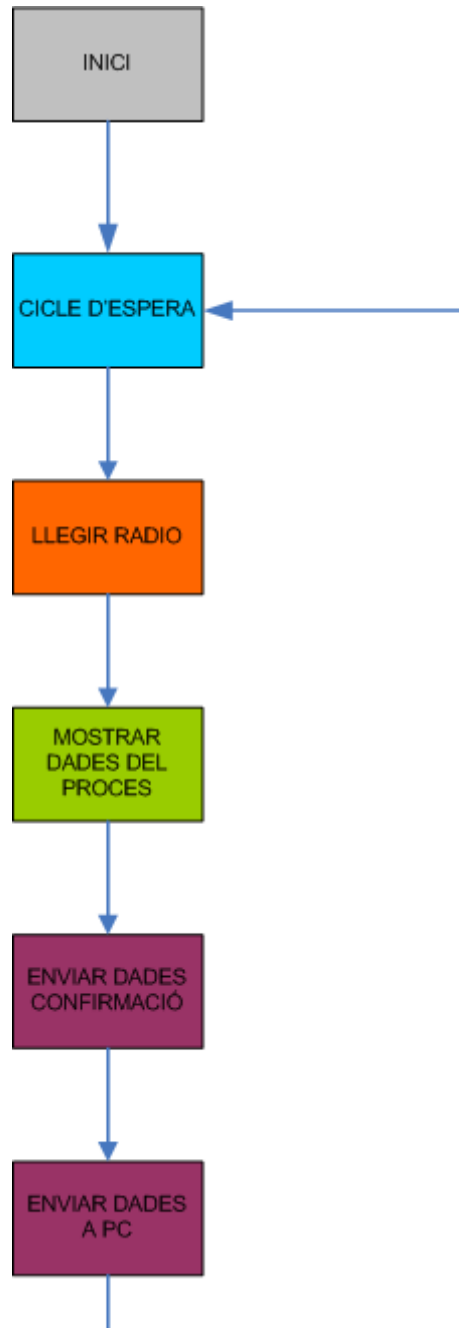 INICI
CICLE D'ESPERA
LLEGIR RADIO
MOSTRAR
DADES DEL
PROCES
ENVIAR DADES
CONFIRMACIÓ
ENVIAR DADES
A PC